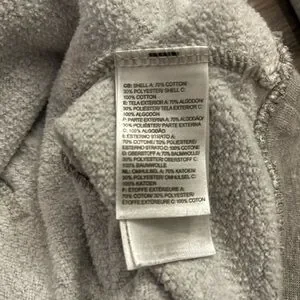 GB: SHELL A: 70% COTTON/
30% POLYESTER/ SHELL C:
100% COTTON
E: TELA EXTERIOR A: 70% ALGODÓN/
30% POLIÉSTER/ TELA EXTERIOR C:
100% ALGODÓN
P: PARTE EXTERNA A: 70% ALGODÃO/
30% POLIÉSTER/ PARTE EXTERNA
C: 100% ALGODÃO
I: ESTERNO STRATO A:
70% COTONE/ 30% POLIESTERE/
ESTERNO STRATO C: 100% COTONE
D: OBERSTOFF A: 70% BAUMWOLLE/
30% POLYESTER/ OBERSTOFF C:
100% BAUMWOLLE
NL: OMHULSEL A: 70% KATOEN/
30% POLYESTER/ OMHULSEL C:
100% KATOEN
F: ÉTOFFE EXTÉRIEURE A: 70%
COTON/ 30% POLYESTER/
ÉTOFFE EXTÉRIEURE C: 100% COTON